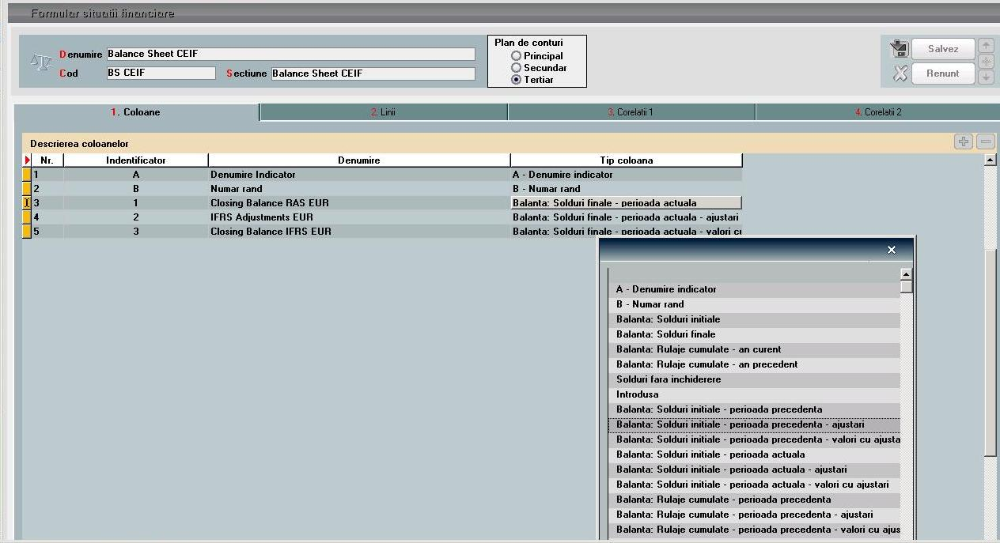 Formular situatii financiare
Denumire Balance Sheet CEIF
Cod BS CEIF Sectiune Balance Sheet CEIF
Plan de conturi
Principal
Secundar
Tertiar
Salvez
Renunt
1. Coloane 2. Linii 3. Corelatii 1 4. Corelatii 2
Descrierea coloanelor
Nr. Indentificator Denumire Tip coloana
1 A Denumire Indicator A - Denumire indicator
2 B Numar rand B - Numar rand
3 1 Closing Balance RAS EUR Balanta: Solduri finale - perioada actuala
4 2 IFRS Adjustments EUR Balanta: Solduri finale - perioada actuala - ajustari
5 3 Closing Balance IFRS EUR Balanta: Solduri finale - perioada actuala - valori cu
A - Denumire indicator
B - Numar rand
Balanta: Solduri initiale
Balanta: Solduri finale
Balanta: Rulaje cumulate - an curent
Balanta: Rulaje cumulate - an precedent
Solduri fara inchiderere
Introdusa
Balanta: Solduri initiale - perioada precedenta
Balanta: Solduri initiale - perioada precedenta - ajustari
Balanta: Solduri initiale - perioada precedenta - valori cu ajusta
Balanta: Solduri initiale - perioada actuala
Balanta: Solduri initiale - perioada actuala - ajustari
Balanta: Solduri initiale - perioada actuala - valori cu ajustari
Balanta: Rulaje cumulate - perioada precedenta
Balanta: Rulaje cumulate - perioada precedenta - ajustari
Balanta: Rulaje cumulate - perioada precedenta - valori cu ajus